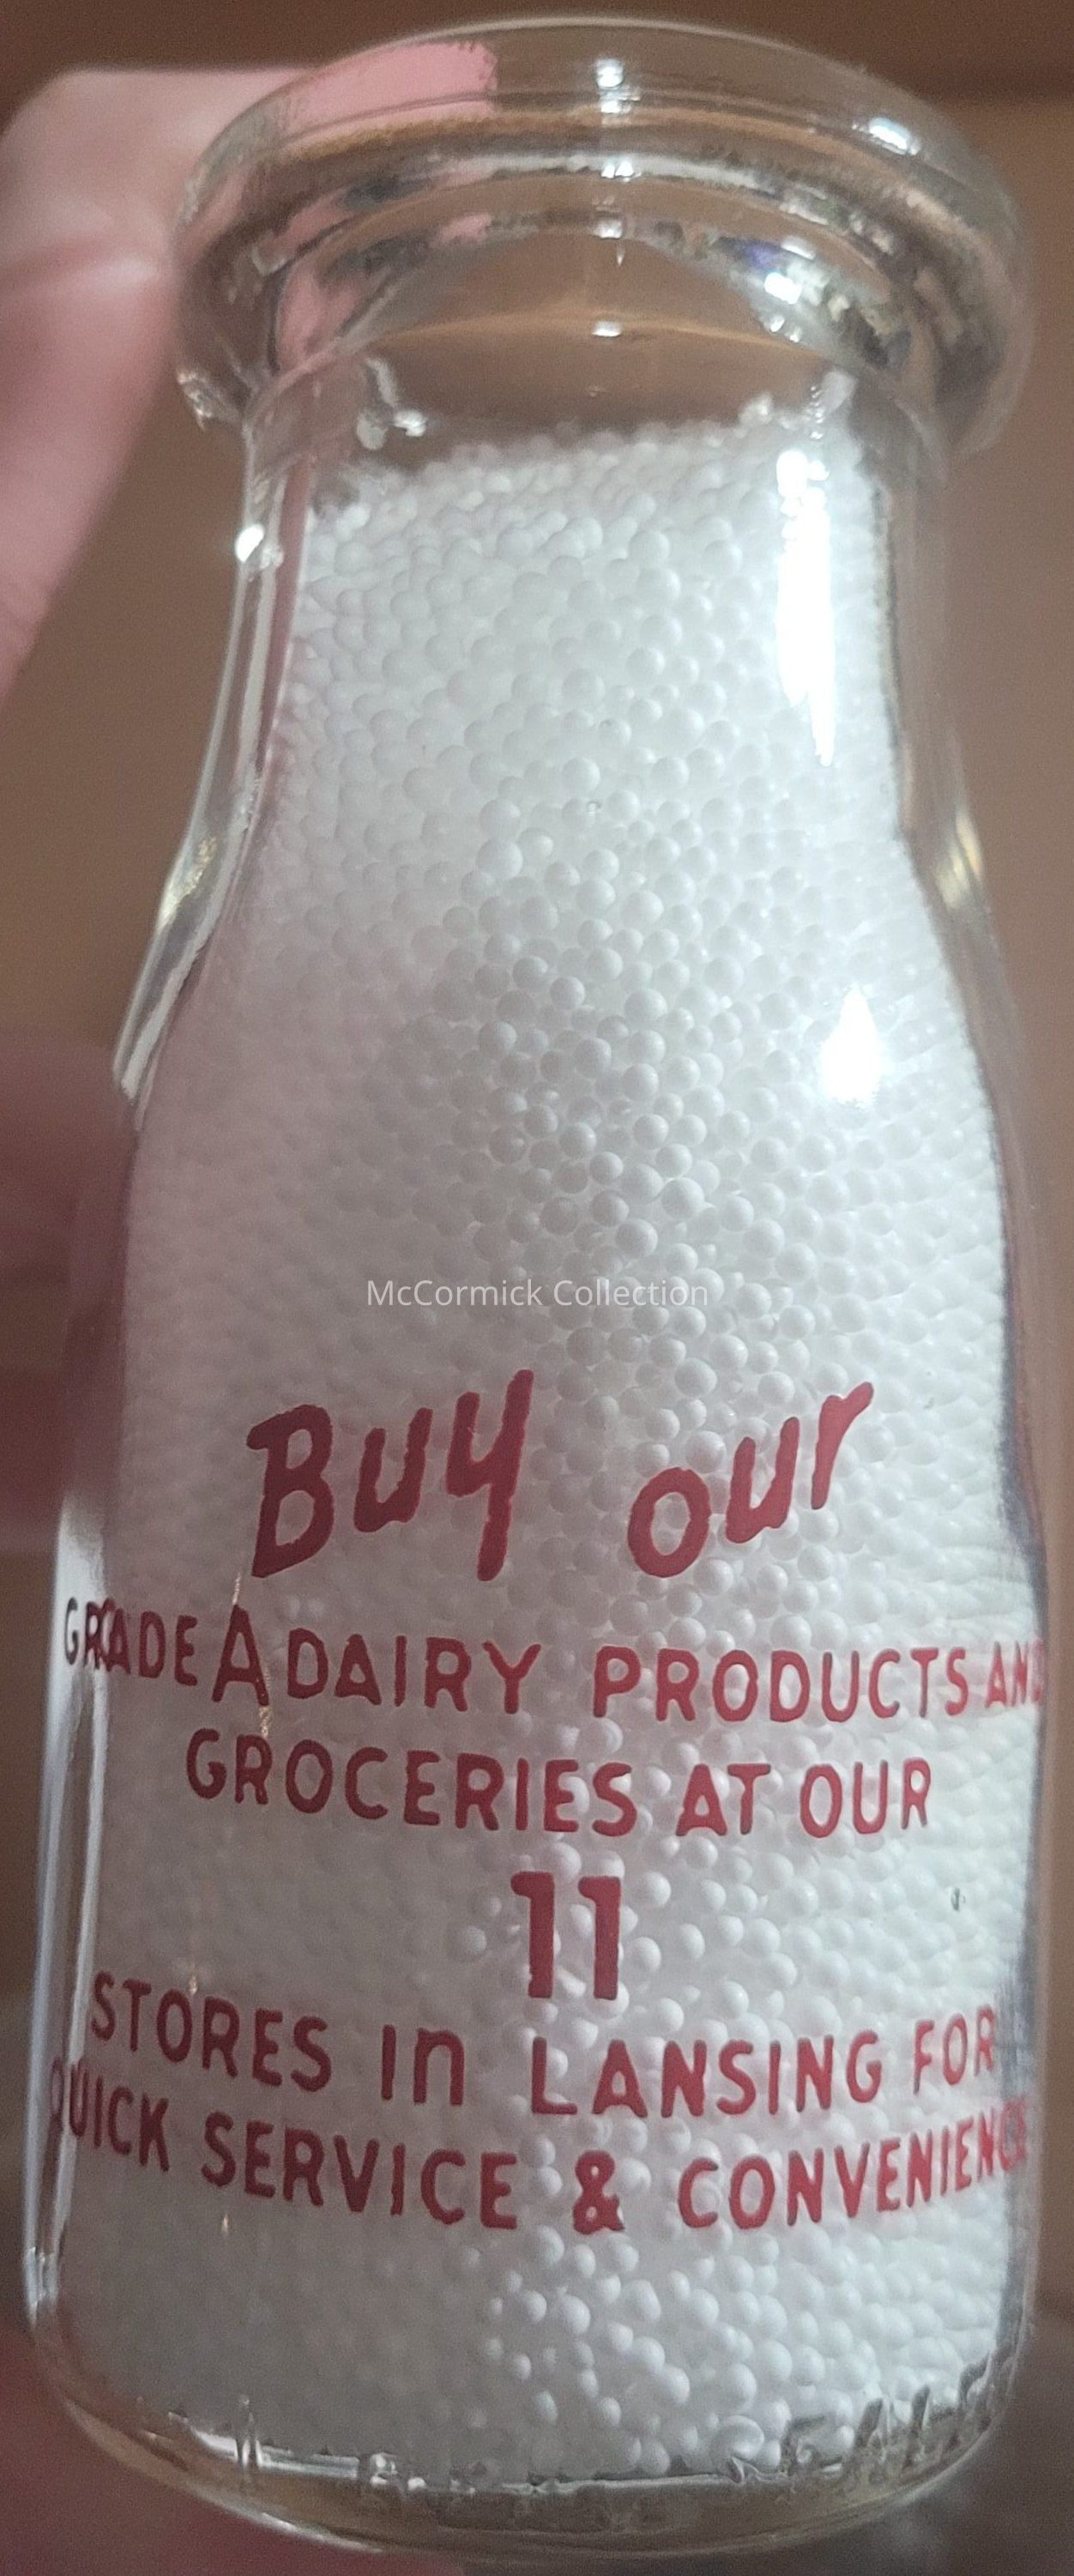 McCormick Collection
Buy our
GRADE A DAIRY PRODUCTS AND
GROCERIES AT OUR
11
STORES In LANSING FOR
QUICK SERVICE & CONVENIENCE